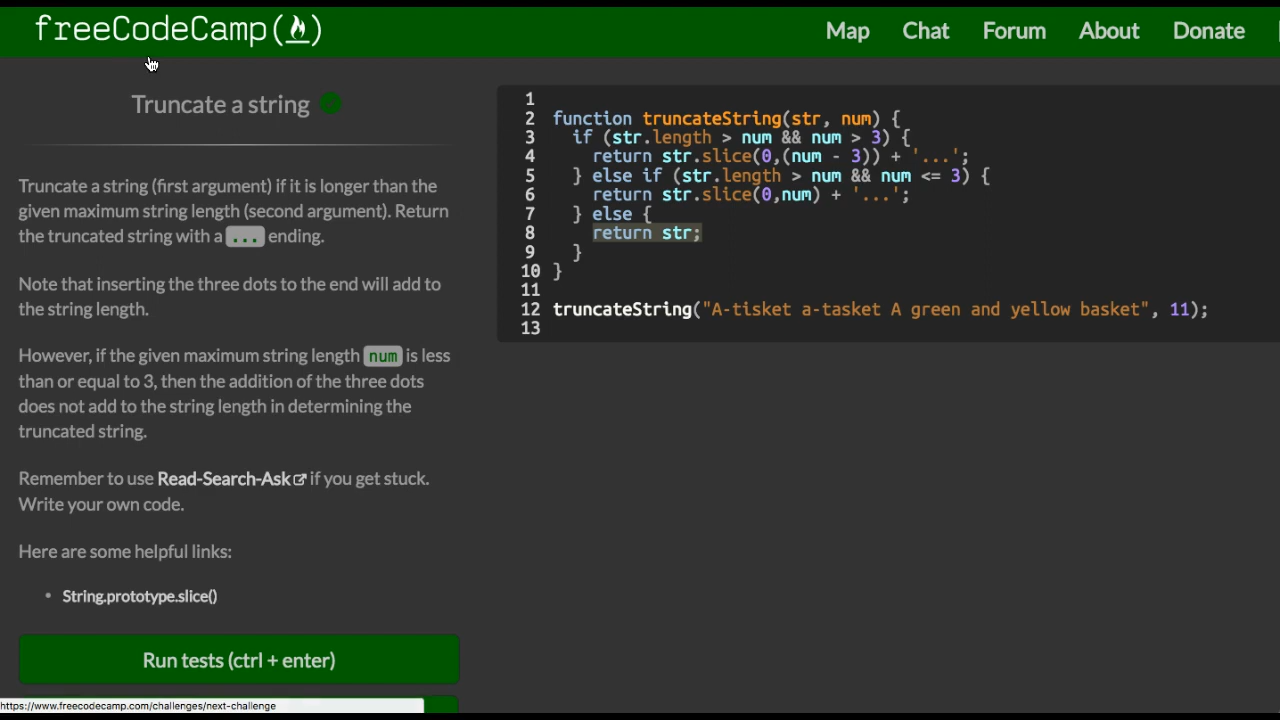 freeCodeCamp(🔥)
Map Chat Forum About Donate
Truncate a string
Truncate a string (first argument) if it is longer than the
given maximum string length (second argument). Return
the truncated string with a ... ending.
Note that inserting the three dots to the end will add to
the string length.
However, if the given maximum string length num is less
than or equal to 3, then the addition of the three dots
does not add to the string length in determining the
truncated string.
Remember to use Read-Search-Ask if you get stuck.
Write your own code.
Here are some helpful links:
• String.prototype.slice()
Run tests (ctrl + enter)
https://www.freecodecamp.com/challenges/next-challenge
1
2 function truncateString(str, num) {
3   if (str.length > num && num > 3) {
4     return str.slice(0,(num - 3)) + '...';
5   } else if (str.length > num && num <= 3) {
6     return str.slice(0,num) + '...';
7   } else {
8     return str;
9   }
10 }
11
12 truncateString("A-tisket a-tasket A green and yellow basket", 11);
13